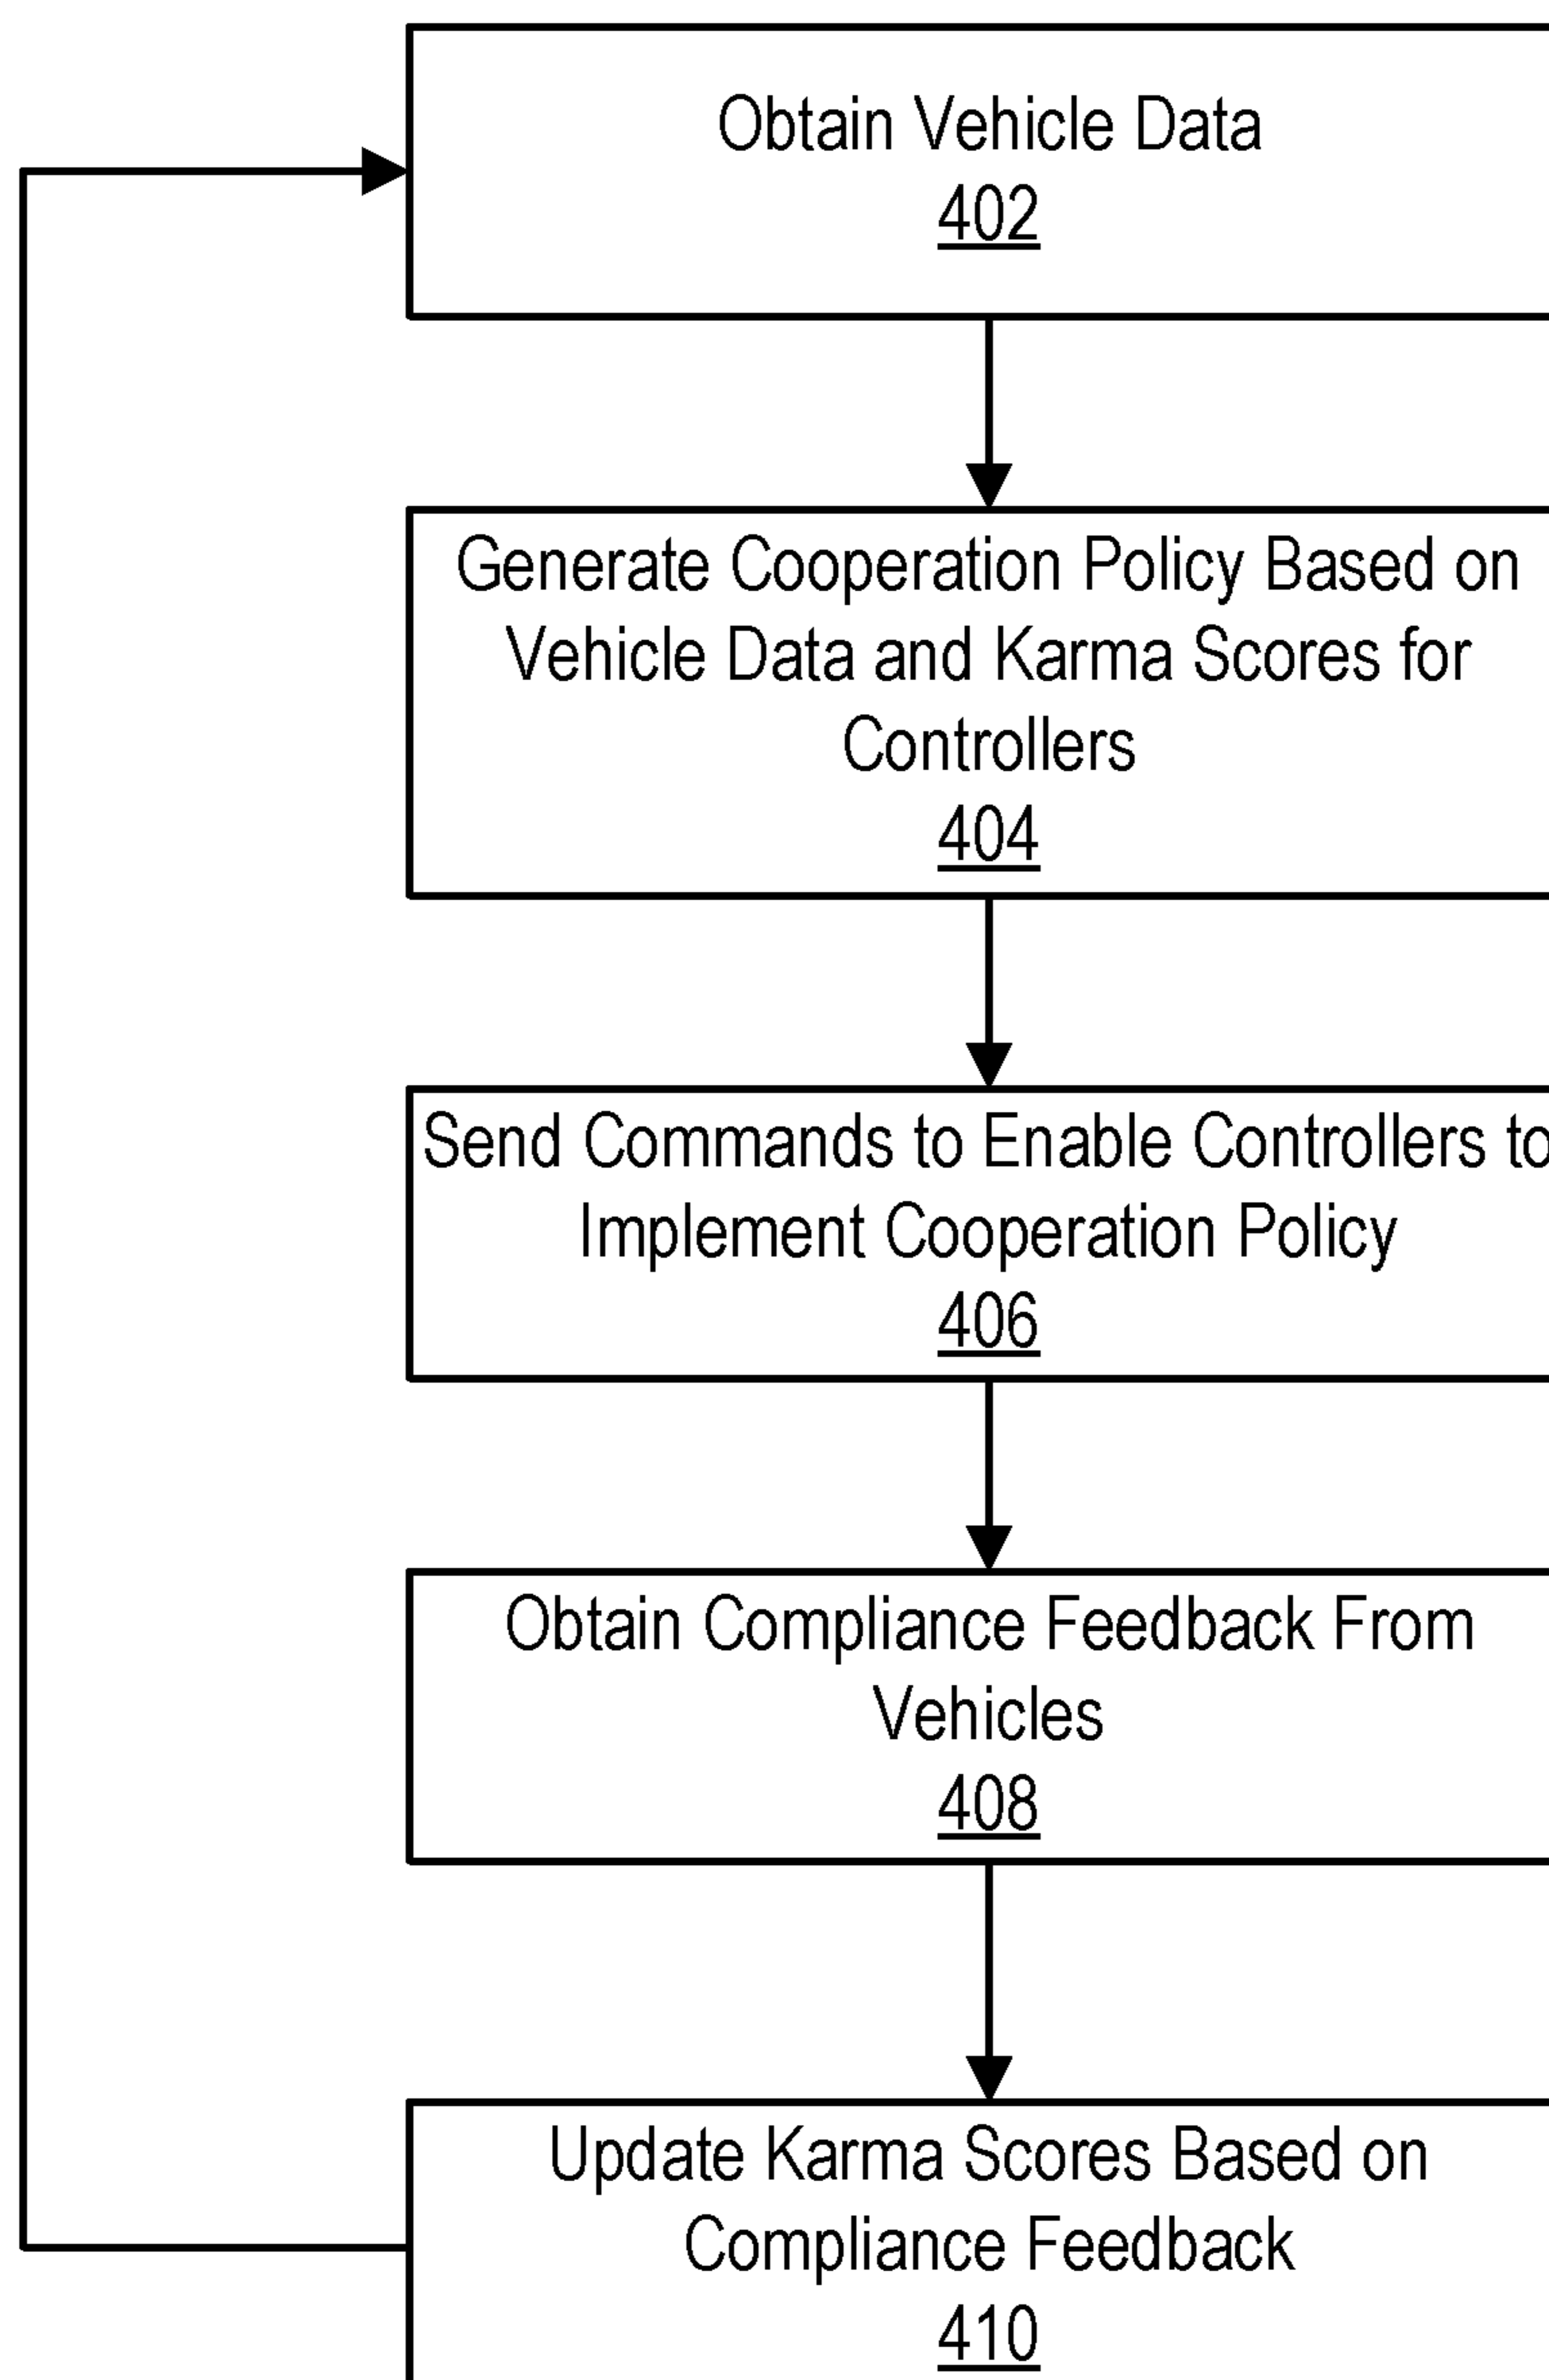 Obtain Vehicle Data
402
Generate Cooperation Policy Based on
Vehicle Data and Karma Scores for
Controllers
404
Send Commands to Enable Controllers to
Implement Cooperation Policy
406
Obtain Compliance Feedback From
Vehicles
408
Update Karma Scores Based on
Compliance Feedback
410